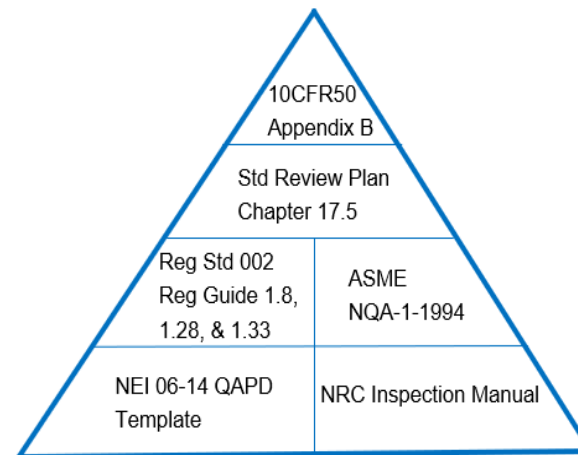 10CFR50
Appendix B
Std Review Plan
Chapter 17.5
Reg Std 002
Reg Guide 1.8,
1.28, & 1.33
ASME
NQA-1-1994
NEI 06-14 QAPD
Template
NRC Inspection Manual